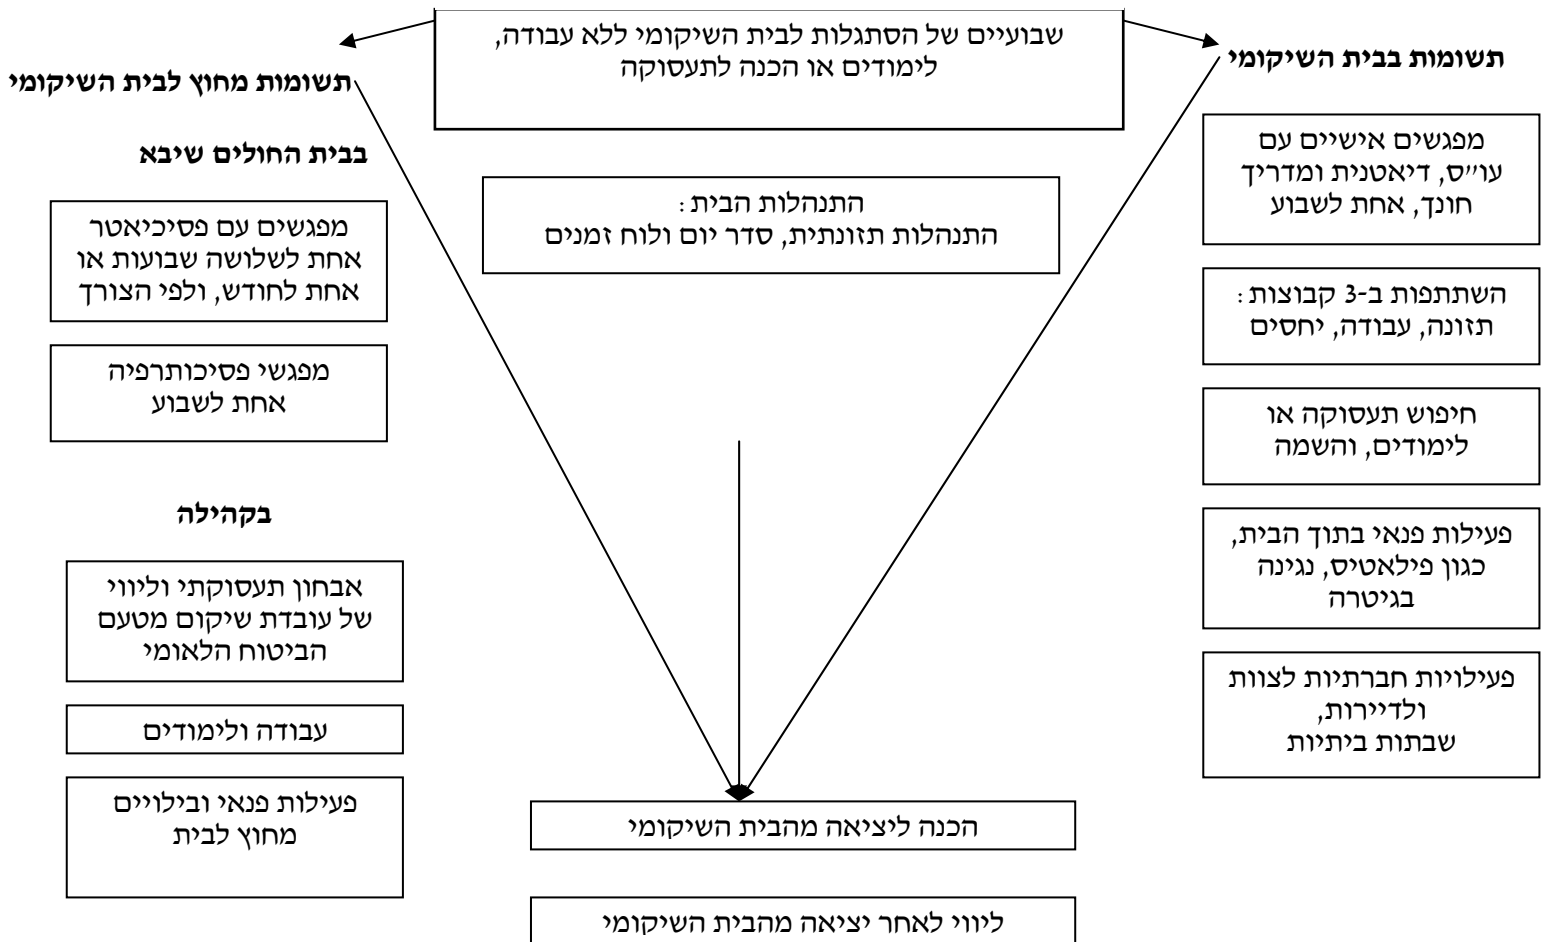 שבועיים של הסתגלות לבית השיקומי ללא עבודה,
לימודים או הכנה לתעסוקה
תשומות בבית השיקומי
מפגשים אישיים עם
עו״ס, דיאטנית ומדריך
חונך, אחת לשבוע
השתתפות ב-3 קבוצות:
תזונה, עבודה, יחסים
חיפוש תעסוקה או
לימודים, והשמה
פעילות פנאי בתוך הבית,
כגון פילאטיס, נגינה
בגיטרה
פעילויות חברתיות לצוות
ולדיירות,
שבתות ביתיות
התנהלות הבית:
התנהלות תזונתית, סדר יום ולוח זמנים
תשומות מחוץ לבית השיקומי
בבית החולים שיבא
מפגשים עם פסיכיאטר
אחת לשלושה שבועות או
אחת לחודש, ולפי הצורך
מפגשי פסיכותרפיה
אחת לשבוע
בקהילה
אבחון תעסוקתי וליווי
של עובדת שיקום מטעם
הביטוח הלאומי
עבודה ולימודים
פעילות פנאי ובילויים
מחוץ לבית
הכנה ליציאה מהבית השיקומי
ליווי לאחר יציאה מהבית השיקומי